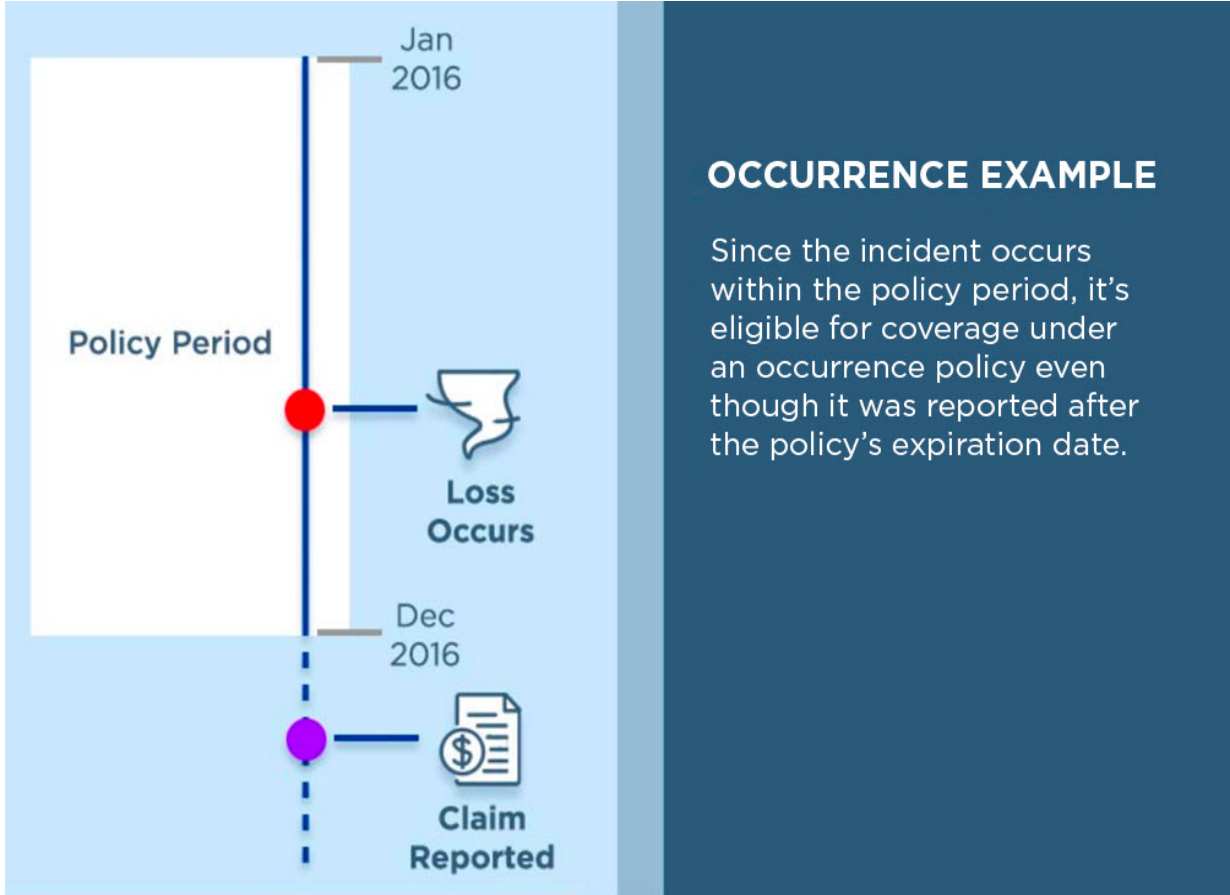 Jan
2016
Policy Period
Loss
Occurs
Dec
2016
$
Claim
Reported
OCCURRENCE EXAMPLE
Since the incident occurs
within the policy period, it’s
eligible for coverage under
an occurrence policy even
though it was reported after
the policy’s expiration date.